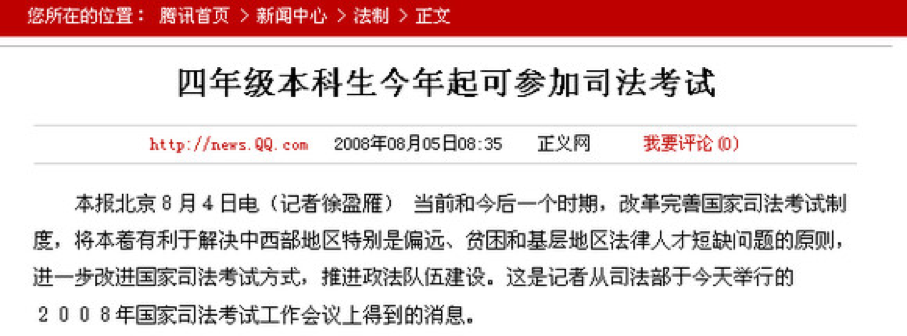 您所在的位置： 腾讯首页 > 新闻中心 > 法制 > 正文
四年级本科生今年起可参加司法考试
http://news.QQ.com 2008年08月05日08:35 正义网 我要评论(0)
本报北京８月４日电（记者徐盈雁） 当前和今后一个时期，改革完善国家司法考试制
度，将本着有利于解决中西部地区特别是偏远、贫困和基层地区法律人才短缺问题的原则，
进一步改进国家司法考试方式，推进政法队伍建设。这是记者从司法部于今天举行的
２００８年国家司法考试工作会议上得到的消息。